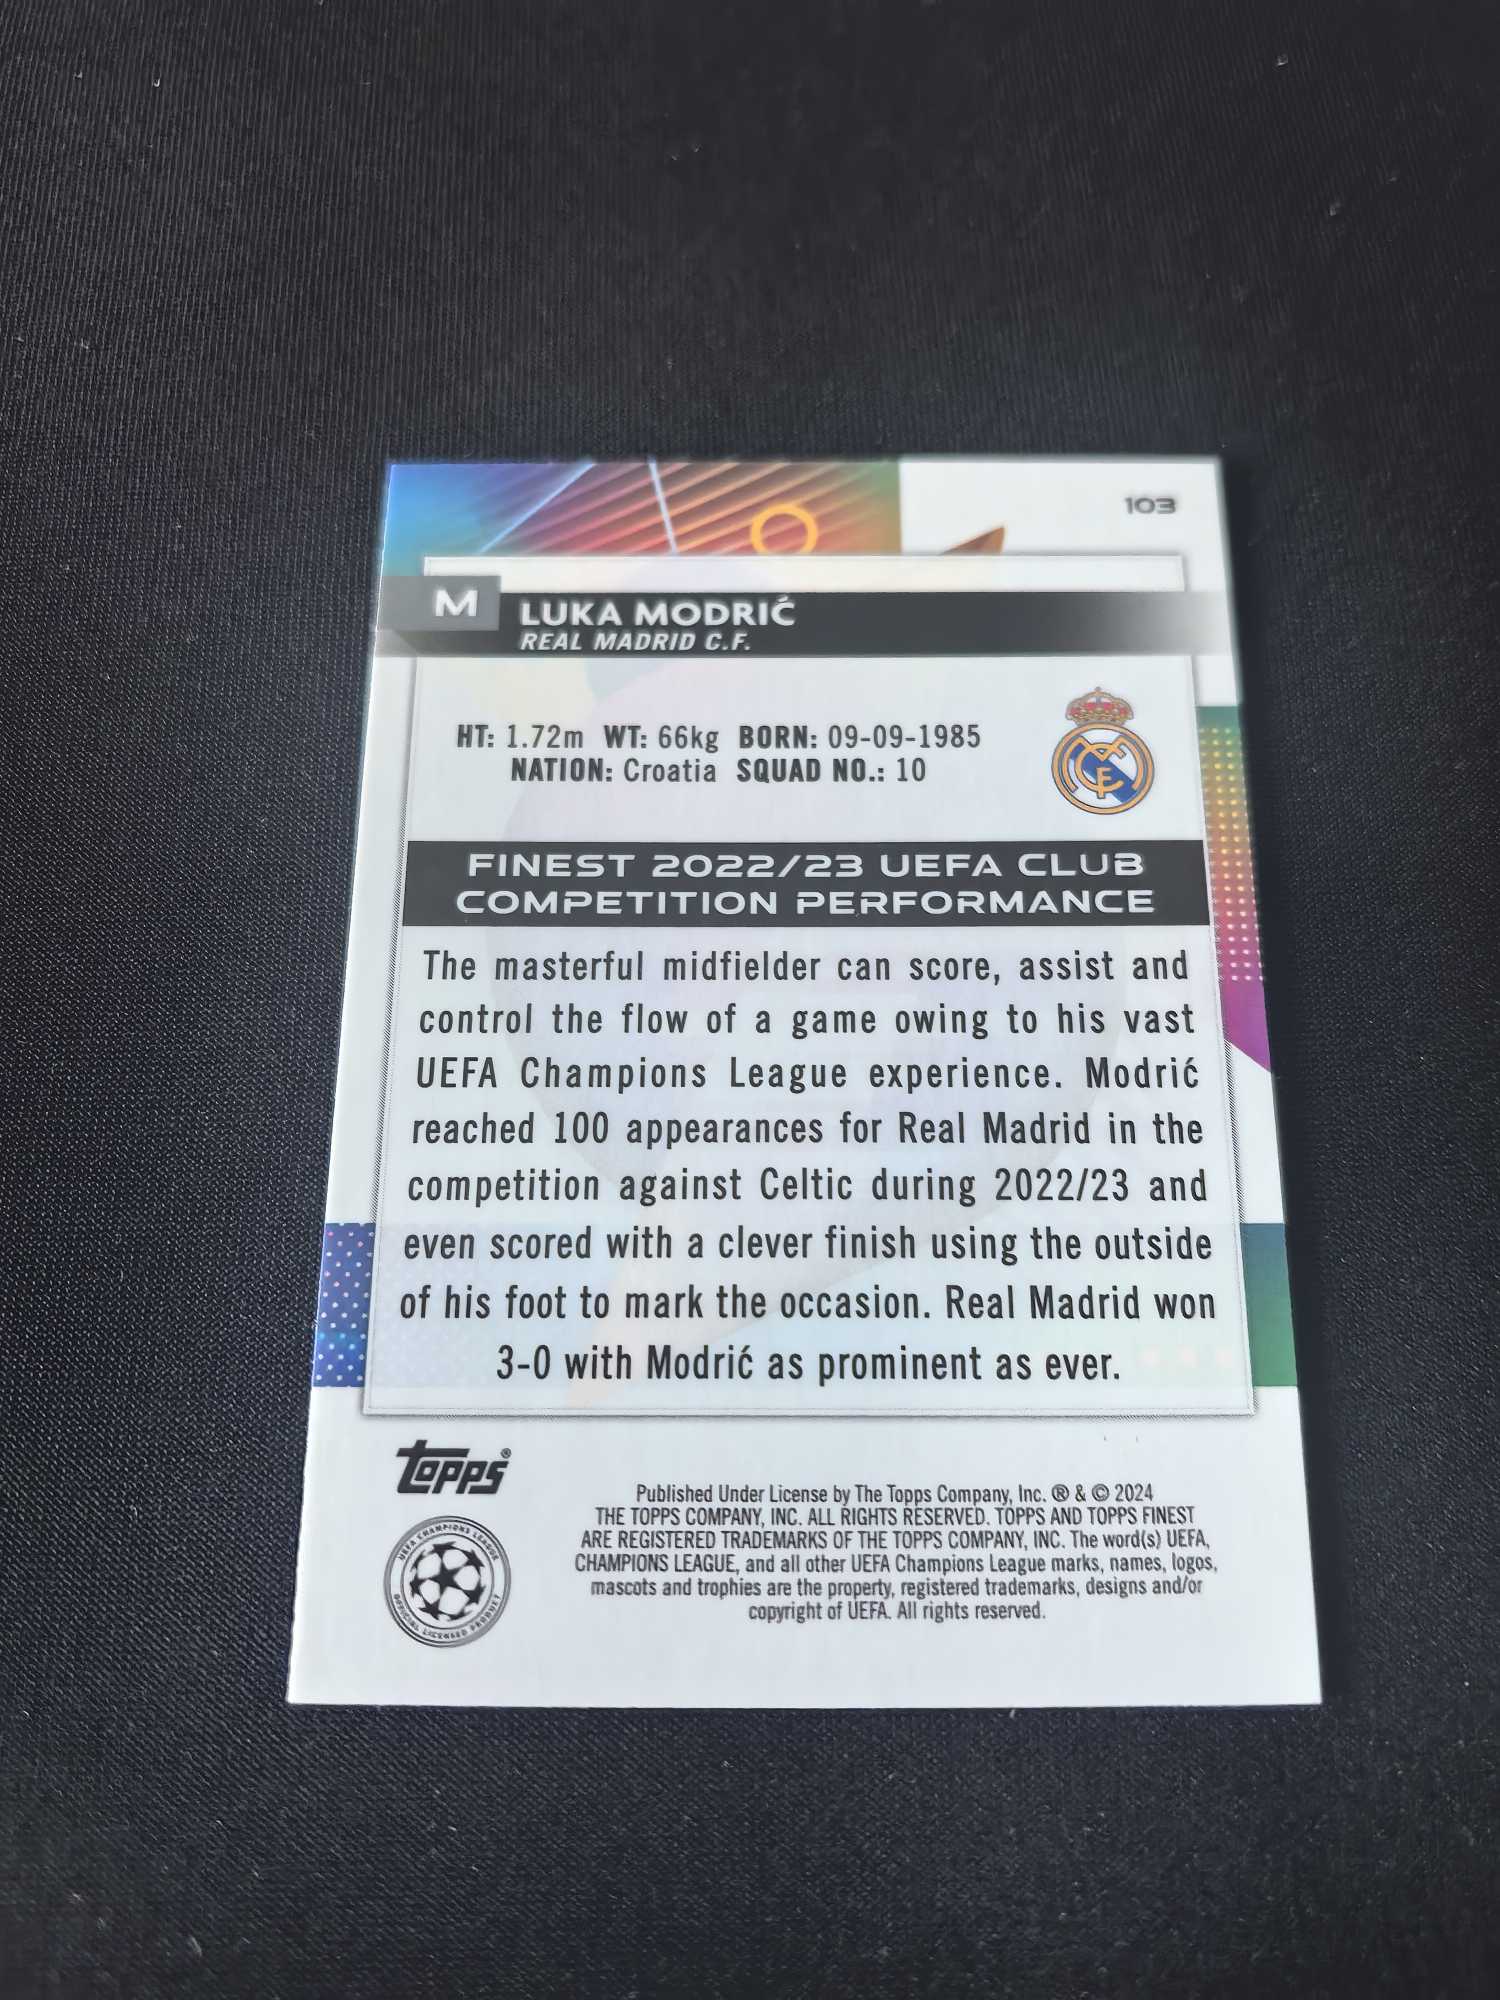 103
M
LUKA MODRIĆ
REAL MADRID C.F.
HT: 1.72m WT: 66kg BORN: 09-09-1985
NATION: Croatia SQUAD NO.: 10
FINEST 2022/23 UEFA CLUB
COMPETITION PERFORMANCE
The masterful midfielder can score, assist and
control the flow of a game owing to his vast
UEFA Champions League experience. Modrić
reached 100 appearances for Real Madrid in the
competition against Celtic during 2022/23 and
even scored with a clever finish using the outside
of his foot to mark the occasion. Real Madrid won
3-0 with Modrić as prominent as ever.
Topps®
UEFA CHAMPIONS LEAGUE
OFFICIAL LICENSED PRODUCT
Published Under License by The Topps Company, Inc. ® & © 2024
THE TOPPS COMPANY, INC. ALL RIGHTS RESERVED. TOPPS AND TOPPS FINEST
ARE REGISTERED TRADEMARKS OF THE TOPPS COMPANY, INC. The word(s) UEFA,
CHAMPIONS LEAGUE, and all other UEFA Champions League marks, names, logos,
mascots and trophies are the property, registered trademarks, designs and/or
copyright of UEFA. All rights reserved.